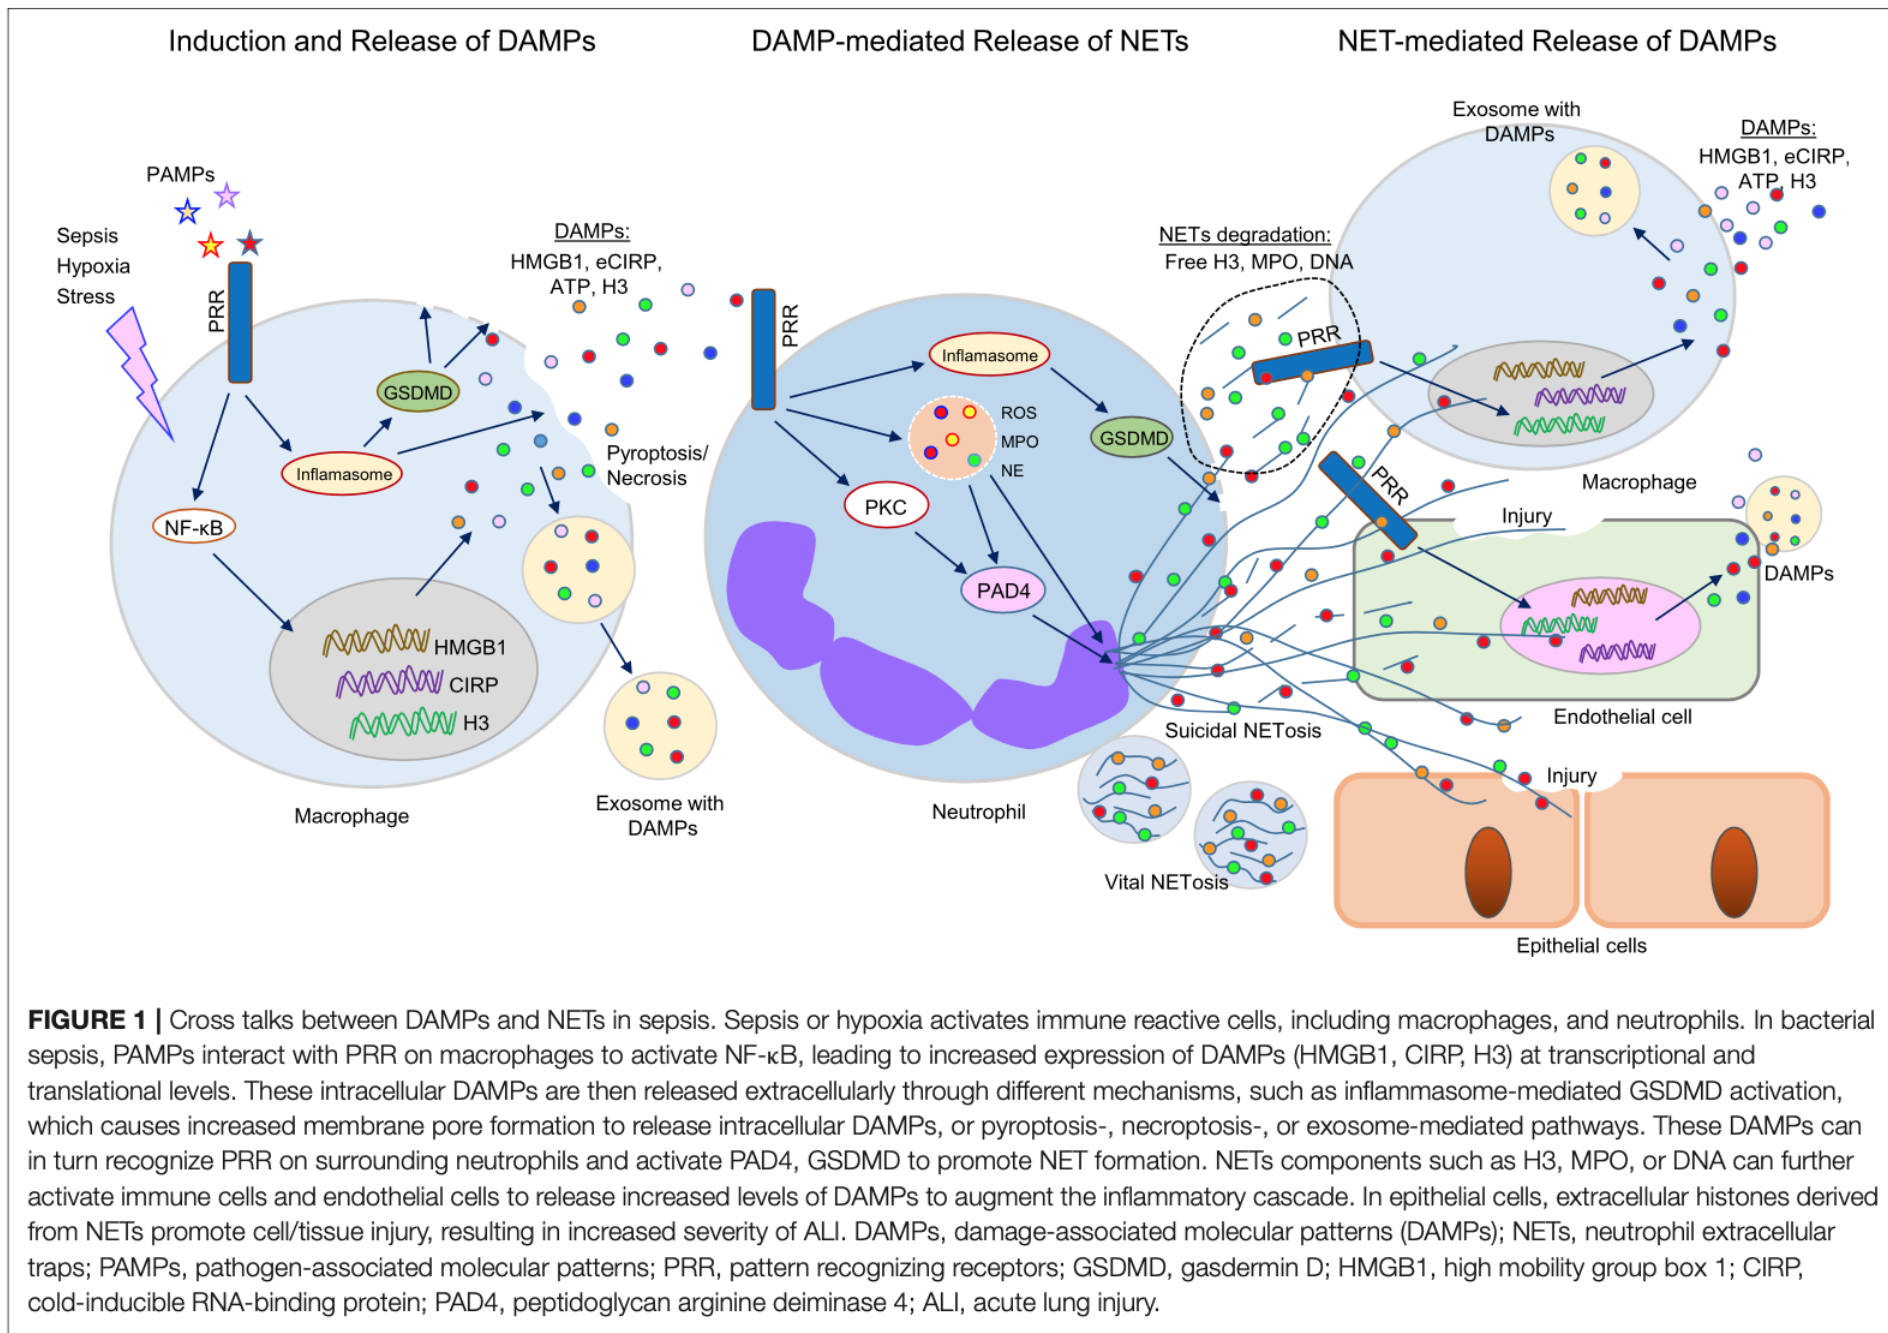 Induction and Release of DAMPs
DAMP-mediated Release of NETs
NET-mediated Release of DAMPs
PAMPs
Sepsis
Hypoxia
Stress
PRR
DAMPs:
HMGB1, eCIRP,
ATP, H3
GSDMD
Inflamasome
Pyroptosis/
Necrosis
NF-κB
HMGB1
CIRP
H3
Macrophage
Exosome with
DAMPs
PRR
Inflamasome
ROS
MPO
NE
GSDMD
PKC
PAD4
Neutrophil
Suicidal NETosis
Vital NETosis
NETs degradation:
Free H3, MPO, DNA
PRR
Exosome with
DAMPs
DAMPs:
HMGB1, eCIRP,
ATP, H3
Macrophage
PRR
Injury
DAMPs
Endothelial cell
Injury
Epithelial cells
FIGURE 1 | Cross talks between DAMPs and NETs in sepsis. Sepsis or hypoxia activates immune reactive cells, including macrophages, and neutrophils. In bacterial
sepsis, PAMPs interact with PRR on macrophages to activate NF-κB, leading to increased expression of DAMPs (HMGB1, CIRP, H3) at transcriptional and
translational levels. These intracellular DAMPs are then released extracellularly through different mechanisms, such as inflammasome-mediated GSDMD activation,
which causes increased membrane pore formation to release intracellular DAMPs, or pyroptosis-, necroptosis-, or exosome-mediated pathways. These DAMPs can
in turn recognize PRR on surrounding neutrophils and activate PAD4, GSDMD to promote NET formation. NETs components such as H3, MPO, or DNA can further
activate immune cells and endothelial cells to release increased levels of DAMPs to augment the inflammatory cascade. In epithelial cells, extracellular histones derived
from NETs promote cell/tissue injury, resulting in increased severity of ALI. DAMPs, damage-associated molecular patterns (DAMPs); NETs, neutrophil extracellular
traps; PAMPs, pathogen-associated molecular patterns; PRR, pattern recognizing receptors; GSDMD, gasdermin D; HMGB1, high mobility group box 1; CIRP,
cold-inducible RNA-binding protein; PAD4, peptidoglycan arginine deiminase 4; ALI, acute lung injury.